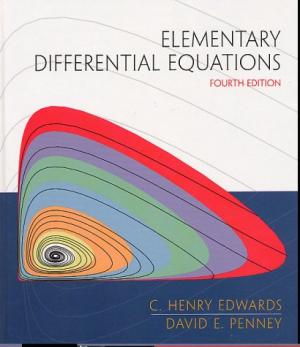 ELEMENTARY
DIFFERENTIAL EQUATIONS
FOURTH EDITION
C. HENRY EDWARDS
DAVID E. PENNEY